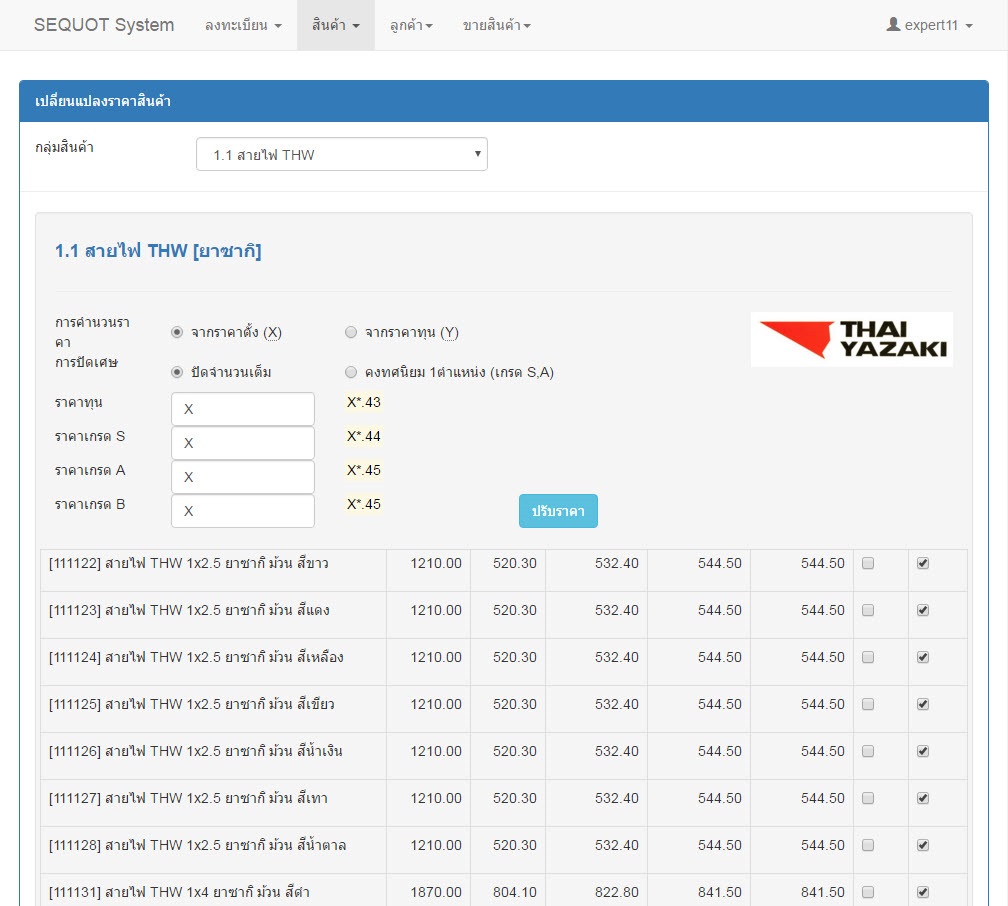 SEQUOT System ลงทะเบียน สินค้า ลูกค้า ขายสินค้า expert11
เปลี่ยนแปลงราคาสินค้า
กลุ่มสินค้า 1.1 สายไฟ THW
1.1 สายไฟ THW [ยาซากิ]
การคำนวนรา
คา
จากราคาตั้ง (X) จากราคาทุน (Y)
THAI
YAZAKI
การปัดเศษ
ปัดจำนวนเต็ม คงทศนิยม 1ตำแหน่ง (เกรด S,A)
ราคาทุน X X*.43
ราคาเกรด S X X*.44
ราคาเกรด A X X*.45
ราคาเกรด B X X*.45 ปรับราคา
[111122] สายไฟ THW 1x2.5 ยาซากิ ม้วน สีขาว 1210.00 520.30 532.40 544.50 544.50
[111123] สายไฟ THW 1x2.5 ยาซากิ ม้วน สีแดง 1210.00 520.30 532.40 544.50 544.50
[111124] สายไฟ THW 1x2.5 ยาซากิ ม้วน สีเหลือง 1210.00 520.30 532.40 544.50 544.50
[111125] สายไฟ THW 1x2.5 ยาซากิ ม้วน สีเขียว 1210.00 520.30 532.40 544.50 544.50
[111126] สายไฟ THW 1x2.5 ยาซากิ ม้วน สีน้ำเงิน 1210.00 520.30 532.40 544.50 544.50
[111127] สายไฟ THW 1x2.5 ยาซากิ ม้วน สีเทา 1210.00 520.30 532.40 544.50 544.50
[111128] สายไฟ THW 1x2.5 ยาซากิ ม้วน สีน้ำตาล 1210.00 520.30 532.40 544.50 544.50
[111131] สายไฟ THW 1x4 ยาซากิ ม้วน สีดำ 1870.00 804.10 822.80 841.50 841.50